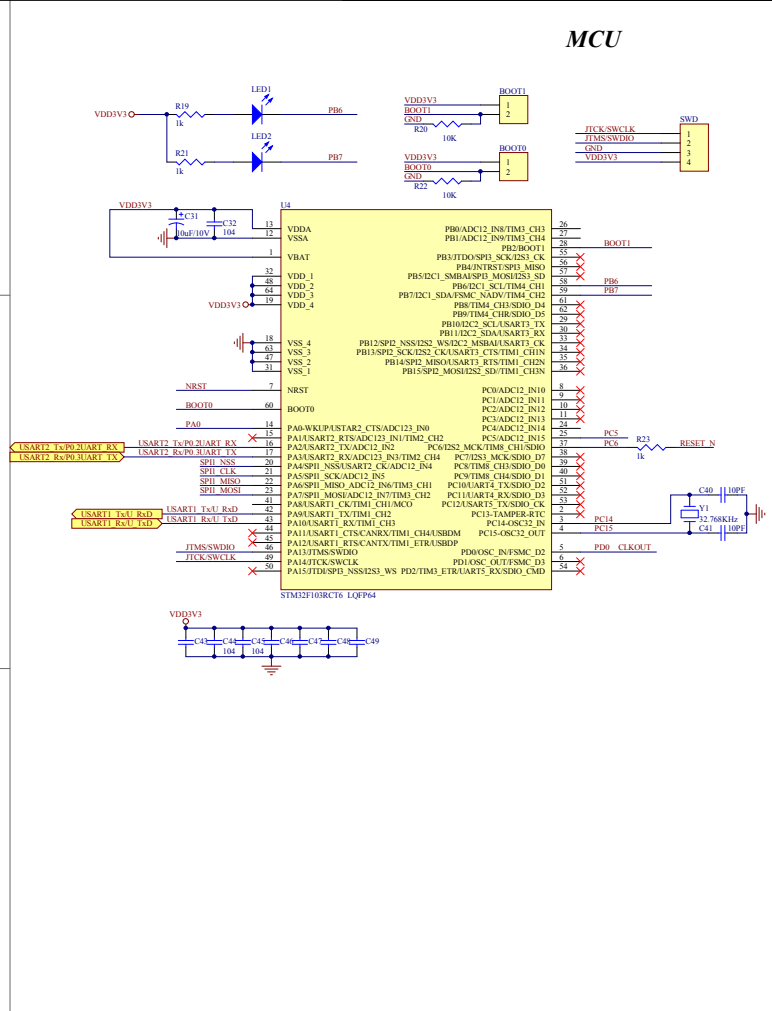 MCU
LED1
R19
VDD3V3
1k
PB6
LED2
R21
1k
PB7
BOOT1
VDD3V3
1
BOOT1
2
GND
R20
10K
BOOT0
VDD3V3
1
BOOT0
2
GND
R22
10K
SWD
JTCK/SWCLK
1
JTMS/SWDIO
2
GND
3
VDD3V3
4
VDD3V3
C31
10uF/10V
C32
104
U4
13 VDDA
12 VSSA
1 VBAT
32 VDD_1
48 VDD_2
64 VDD_3
VDD3V3 19 VDD_4
18 VSS_4
63 VSS_3
47 VSS_2
31 VSS_1
NRST 7 NRST
BOOT0 60 BOOT0
PA0 14 PA0-WKUP/USTAR2_CTS/ADC123_IN0
15 PA1/USART2_RTS/ADC123_IN1/TIM2_CH2
USART2_Tx/P0.2UART_RX USART2_Tx/P0.2UART_RX 16 PA2/USART2_TX/ADC12_IN2
USART2_Rx/P0.3UART_TX USART2_Rx/P0.3UART_TX 17 PA3/USART2_RX/ADC123_IN3/TIM2_CH4
SPI1_NSS 20 PA4/SPI1_NSS/USART2_CK/ADC12_IN4
SPI1_CLK 21 PA5/SPI1_SCK/ADC12_IN5
SPI1_MISO 22 PA6/SPI1_MISO_ADC12_IN6/TIM3_CH1
SPI1_MOSI 23 PA7/SPI1_MOSI/ADC12_IN7/TIM3_CH2
41 PA8/USART1_CK/TIM1_CH1/MCO
USART1_Tx/U_RxD USART1_Tx/U_RxD 42 PA9/USART1_TX/TIM1_CH2
USART1_Rx/U_TxD USART1_Rx/U_TxD 43 PA10/USART1_RX/TIM1_CH3
44 PA11/USART1_CTS/CANRX/TIM1_CH4/USBDM
45 PA12/USART1_RTS/CANTX/TIM1_ETR/USBDP
JTMS/SWDIO 46 PA13/JTMS/SWDIO
JTCK/SWCLK 49 PA14/JTCK/SWCLK
50 PA15/JTDI/SPI3_NSS/I2S3_WS
PB0/ADC12_IN8/TIM3_CH3 26
PB1/ADC12_IN9/TIM3_CH4 27
PB2/BOOT1 28 BOOT1
PB3/JTDO/SPI3_SCK/I2S3_CK 55
PB4/JNTRST/SPI3_MISO 56
PB5/I2C1_SMBAI/SPI3_MOSI/I2S3_SD 57
PB6/I2C1_SCL/TIM4_CH1 58 PB6
PB7/I2C1_SDA/FSMC_NADV/TIM4_CH2 59 PB7
PB8/TIM4_CH3/SDIO_D4 61
PB9/TIM4_CHR/SDIO_D5 62
PB10/I2C2_SCL/USART3_TX 29
PB11/I2C2_SDA/USART3_RX 30
PB12/SPI2_NSS/I2S2_WS/I2C2_MSBAI/USART3_CK 33
PB13/SPI2_SCK/I2S2_CK/USART3_CTS/TIM1_CH1N 34
PB14/SPI2_MISO/USART3_RTS/TIM1_CH2N 35
PB15/SPI2_MOSI/I2S2_SD//TIM1_CH3N 36
PC0/ADC12_IN10 8
PC1/ADC12_IN11 9
PC2/ADC12_IN12 10
PC3/ADC12_IN13 11
PC4/ADC12_IN14 24
PC5/ADC12_IN15 25 PC5
PC6/I2S2_MCK/TIM8_CH1/SDIO 37 PC6 R23 1k RESET_N
PC7/I2S3_MCK/SDIO_D7 38
PC8/TIM8_CH3/SDIO_D0 39
PC9/TIM8_CH4/SDIO_D1 40
PC10/UART4_TX/SDIO_D2 51
PC11/UART4_RX/SDIO_D3 52
PC12/USART5_TX/SDIO_CK 53
PC13-TAMPER-RTC 2
PC14-OSC32_IN 3 PC14
PC15-OSC32_OUT 4 PC15
PD0/OSC_IN/FSMC_D2 5 PD0 CLKOUT
PD1/OSC_OUT/FSMC_D3 6
PD2/TIM3_ETR/UART5_RX/SDIO_CMD 54
C40 10PF
Y1
32.768KHz
C41 10PF
STM32F103RCT6 LQFP64
VDD3V3
C43 C44 C45 C46 C47 C48 C49
104 104